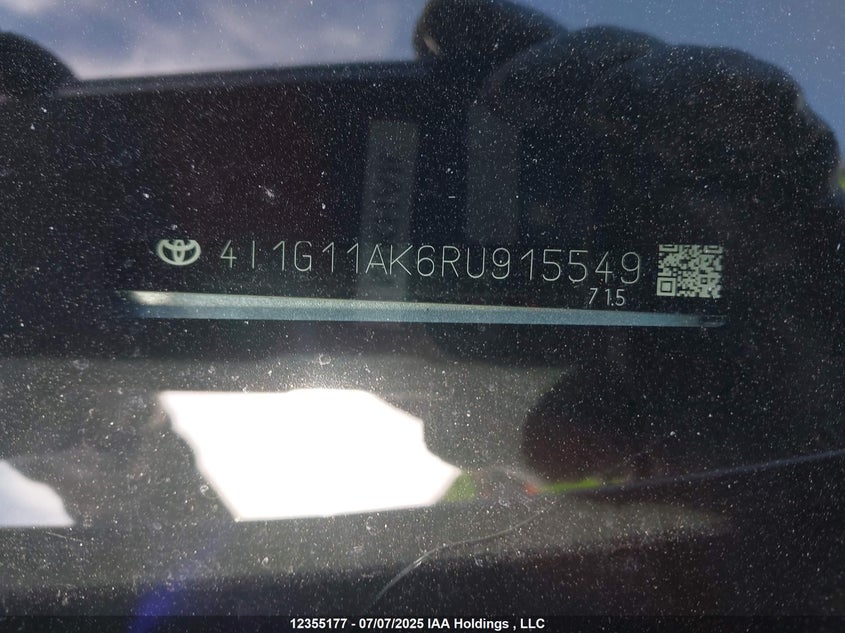 4T1G11AK6RU915549
715
12355177 - 07/07/2025 IAA Holdings , LLC